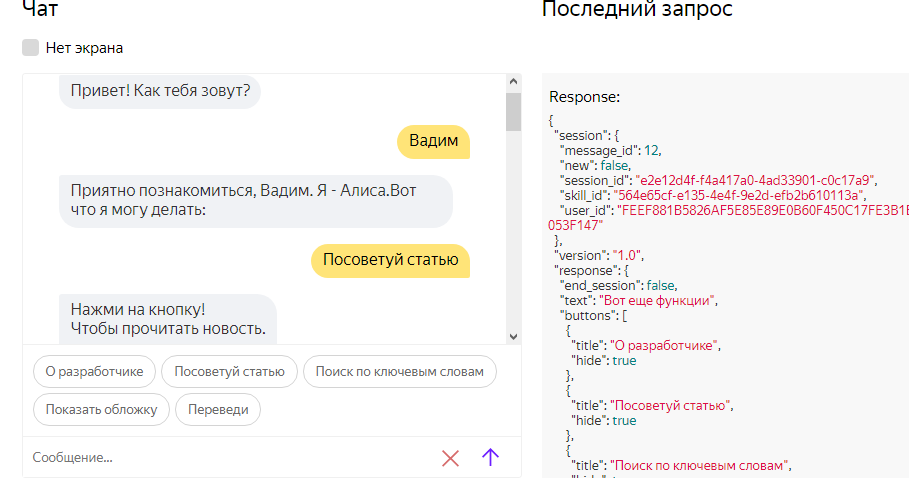 Чат
Нет экрана
Привет! Как тебя зовут?
Вадим
Приятно познакомиться, Вадим. Я - Алиса.Вот
что я могу делать:
Посоветуй статью
Нажми на кнопку!
Чтобы прочитать новость.
О разработчике
Посоветуй статью
Поиск по ключевым словам
Показать обложку
Переведи
Сообщение...
Последний запрос
Response:
{
"session": {
"message_id": 12,
"new": false,
"session_id": "e2e12d4f-f4a417a0-4ad33901-c0c17a9",
"skill_id": "564e65cf-e135-4e4f-9e2d-efb2b610113a",
"user_id": "FEEF881B5826AF5E85E89E0B60F450C17FE3B1E
053F147"
},
"version": "1.0",
"response": {
"end_session": false,
"text": "Вот еще функции",
"buttons": [
{
"title": "О разработчике",
"hide": true
},
{
"title": "Посоветуй статью",
"hide": true
},
{
"title": "Поиск по ключевым словам",